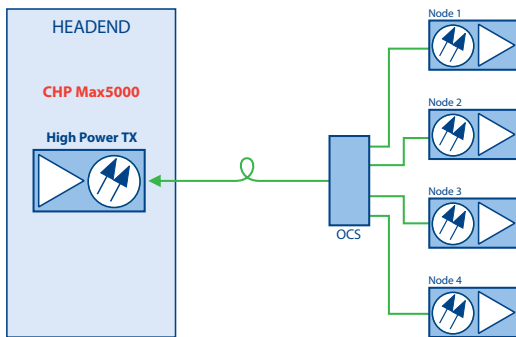 HEADEND
CHP Max5000
High Power TX
OCS
Node 1
Node 2
Node 3
Node 4